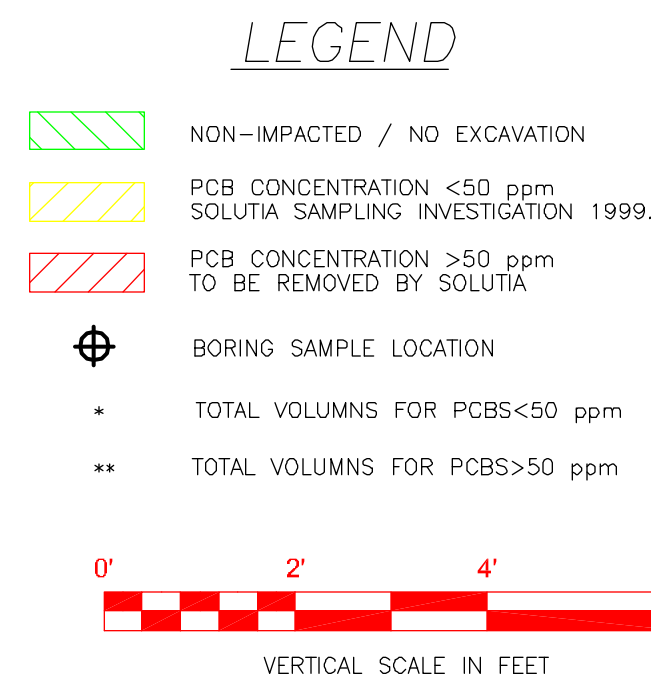 LEGEND
NON-IMPACTED / NO EXCAVATION
PCB CONCENTRATION <50 ppm
SOLUTIA SAMPLING INVESTIGATION 1999.
PCB CONCENTRATION >50 ppm
TO BE REMOVED BY SOLUTIA
BORING SAMPLE LOCATION
* TOTAL VOLUMNS FOR PCBS<50 ppm
** TOTAL VOLUMNS FOR PCBS>50 ppm
0' 2' 4'
VERTICAL SCALE IN FEET